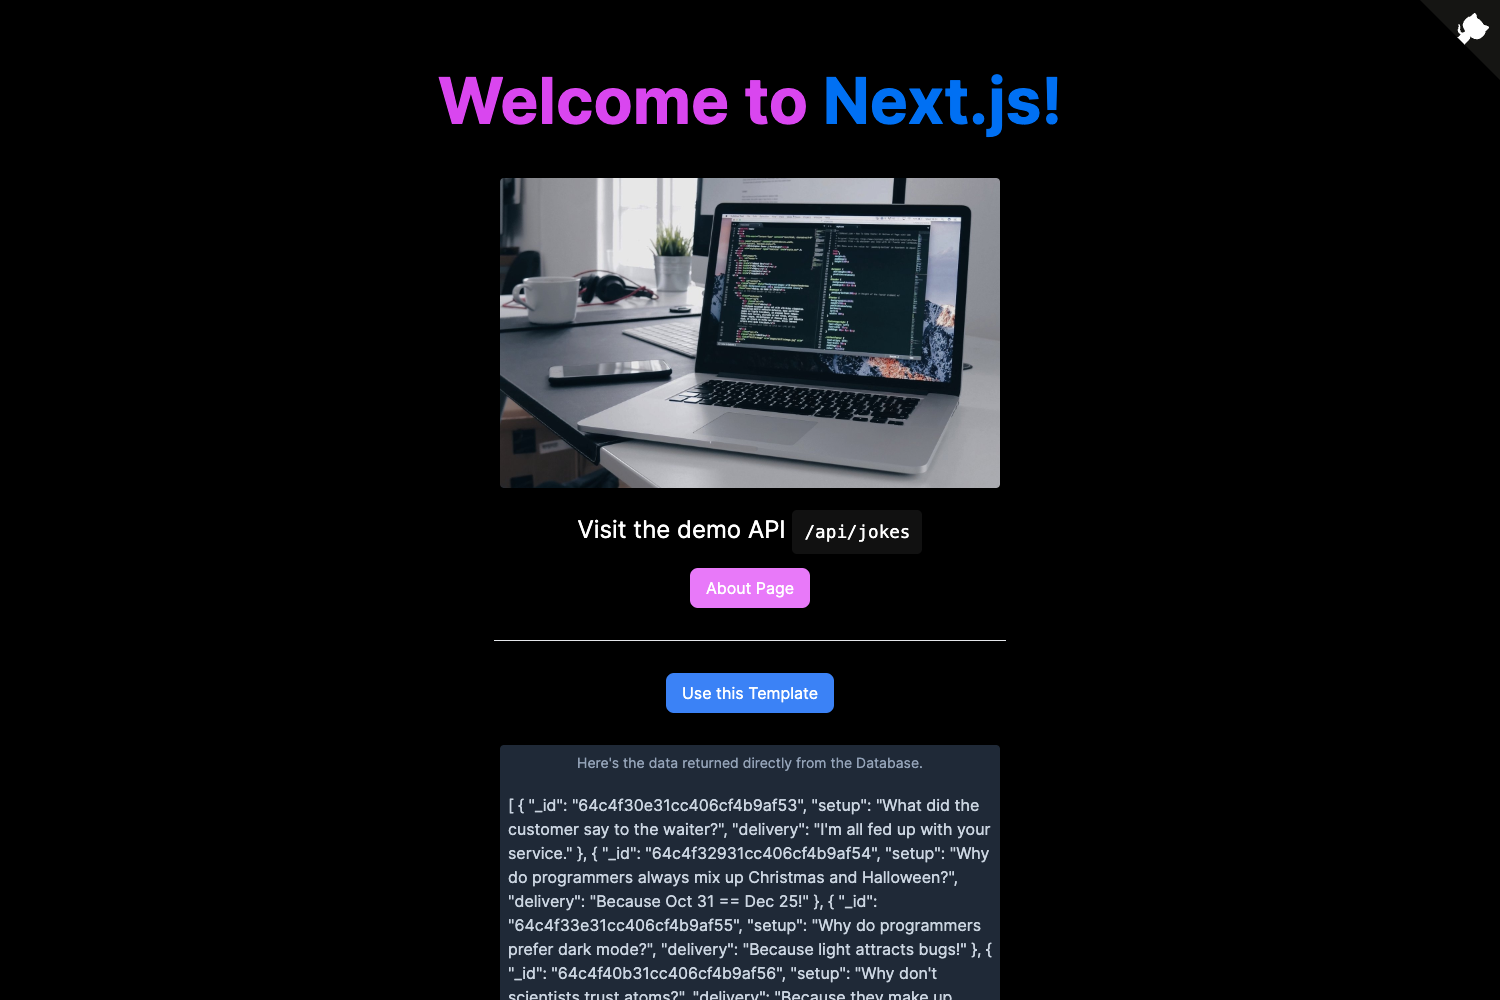 Welcome to Next.js!
Visit the demo API /api/jokes
About Page
Use this Template
Here's the data returned directly from the Database.
[ { "_id": "64c4f30e31cc406cf4b9af53", "setup": "What did the
customer say to the waiter?", "delivery": "I'm all fed up with your
service." }, { "_id": "64c4f32931cc406cf4b9af54", "setup": "Why
do programmers always mix up Christmas and Halloween?",
"delivery": "Because Oct 31 == Dec 25!" }, { "_id":
"64c4f33e31cc406cf4b9af55", "setup": "Why do programmers
prefer dark mode?", "delivery": "Because light attracts bugs!" }, {
"_id": "64c4f40b31cc406cf4b9af56", "setup": "Why don't
scientists trust atoms?", "delivery": "Because they make up